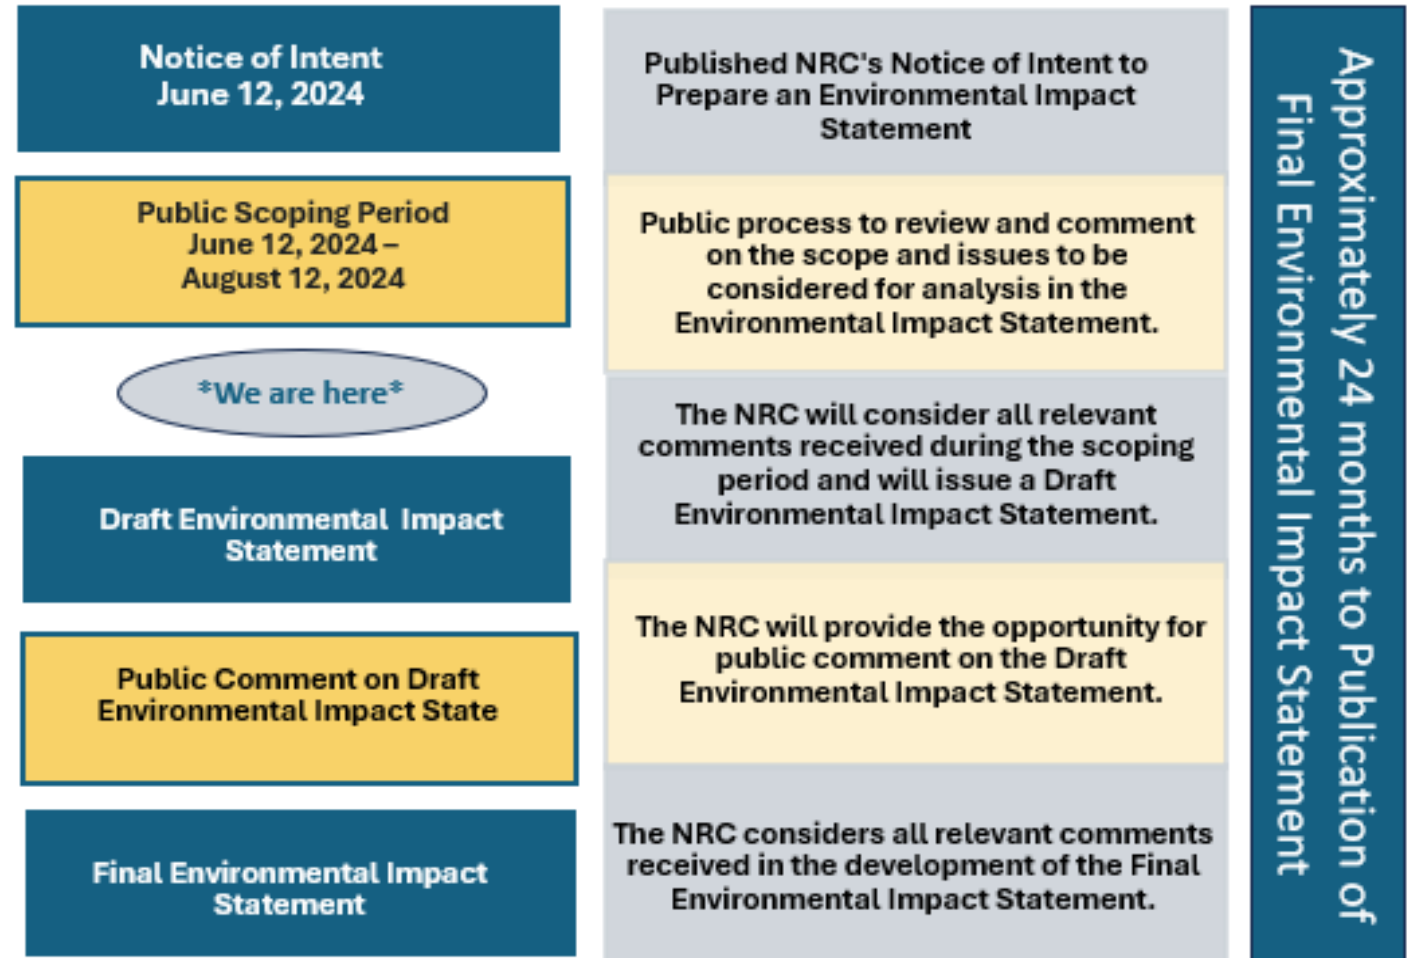 Notice of Intent
June 12, 2024
Published NRC's Notice of Intent to
Prepare an Environmental Impact
Statement
Public Scoping Period
June 12, 2024 –
August 12, 2024
Public process to review and comment
on the scope and issues to be
considered for analysis in the
Environmental Impact Statement.
*We are here*
The NRC will consider all relevant
comments received during the scoping
period and will issue a Draft
Environmental Impact Statement.
Draft Environmental Impact
Statement
Public Comment on Draft
Environmental Impact State
The NRC will provide the opportunity for
public comment on the Draft
Environmental Impact Statement.
Final Environmental Impact
Statement
The NRC considers all relevant comments
received in the development of the Final
Environmental Impact Statement.
Approximately 24 months to Publication of
Final Environmental Impact Statement